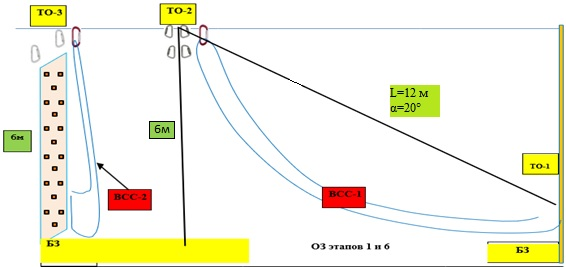 ТО-3
ТО-2
L=12 м
α=20°
6м
6м
ТО-1
ВСС-2
ВСС-1
БЗ
ОЗ этапов 1 и 6
БЗ